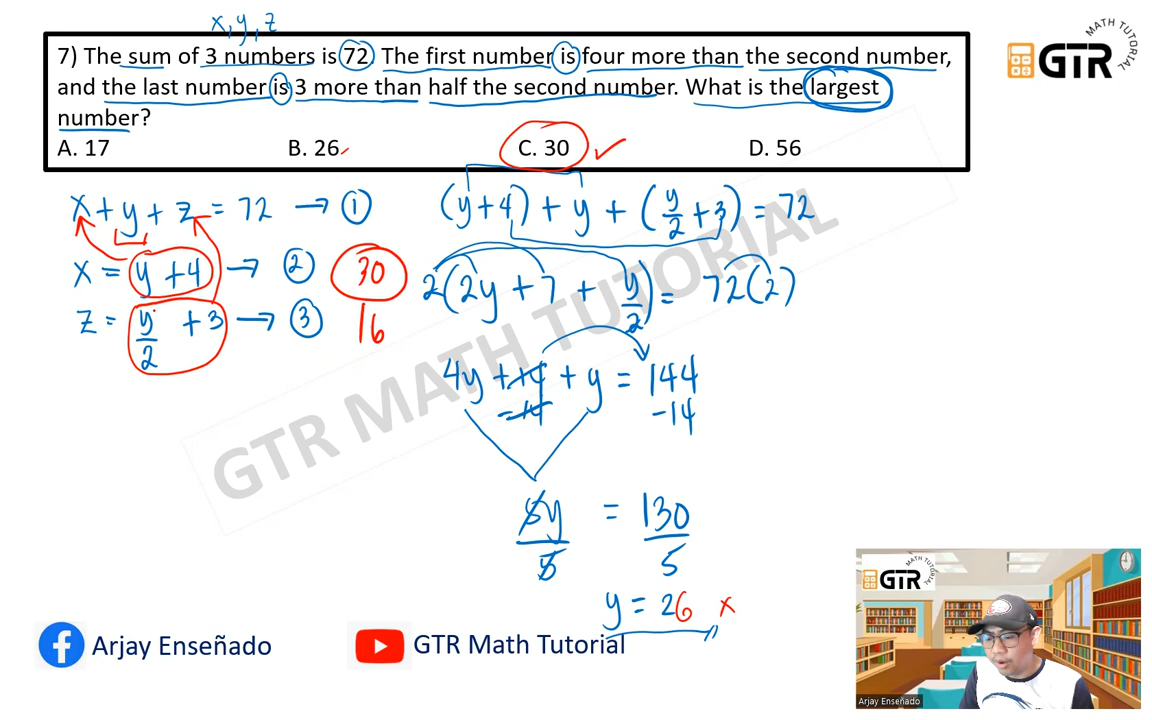 x, y, z
7) The sum of 3 numbers is 72. The first number is four more than the second number,
and the last number is 3 more than half the second number. What is the largest
number?
A. 17 B. 26 C. 30 D. 56
GTR
MATH TUTORIAL
x + y + z = 72 → ①
x = y + 4 → ② 30
z = y/2 + 3 → ③ 16
(y+4) + y + (y/2 + 3) = 72
2(2y + 7 + y/2) = 72(2)
4y + 14 + y = 144
-14 -14
5y/5 = 130/5
y = 26 x
GTR MATH TUTORIAL
Arjay Enseñado
GTR Math Tutorial
GTR
MATH TUTORIAL
Arjay Enseñado